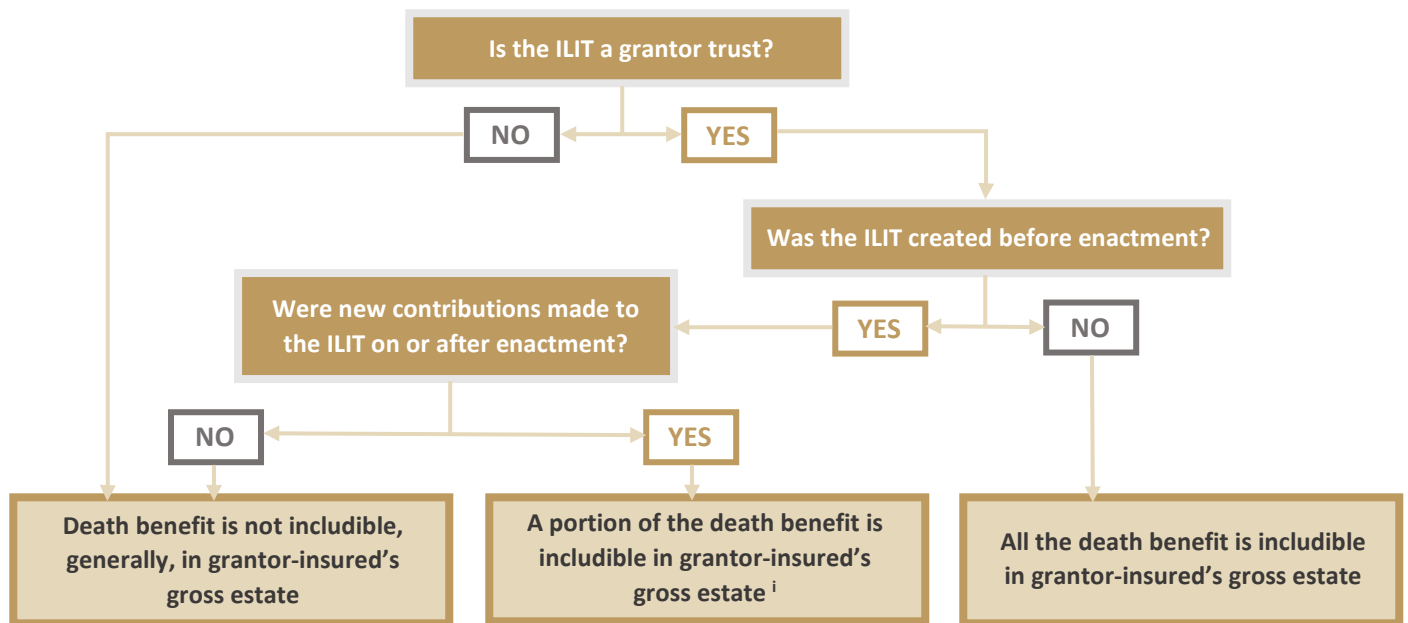 Is the ILIT a grantor trust?
NO
YES
Was the ILIT created before enactment?
Were new contributions made to
the ILIT on or after enactment?
YES
NO
NO
YES
Death benefit is not includible,
generally, in grantor-insured’s
gross estate
A portion of the death benefit is
includible in grantor-insured’s
gross estate i
All the death benefit is includible
in grantor-insured’s gross estate